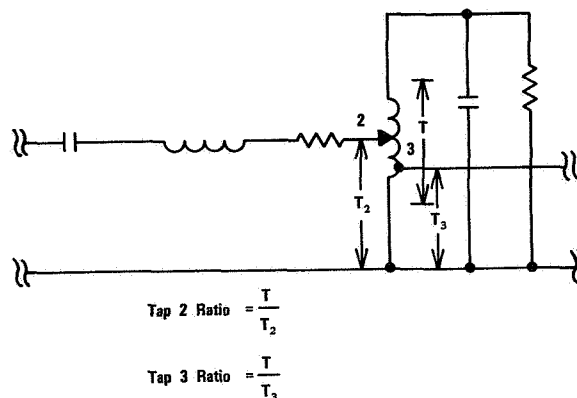 2
3
T
T₂
T₃
Tap 2 Ratio = T / T₂
Tap 3 Ratio = T / T₃